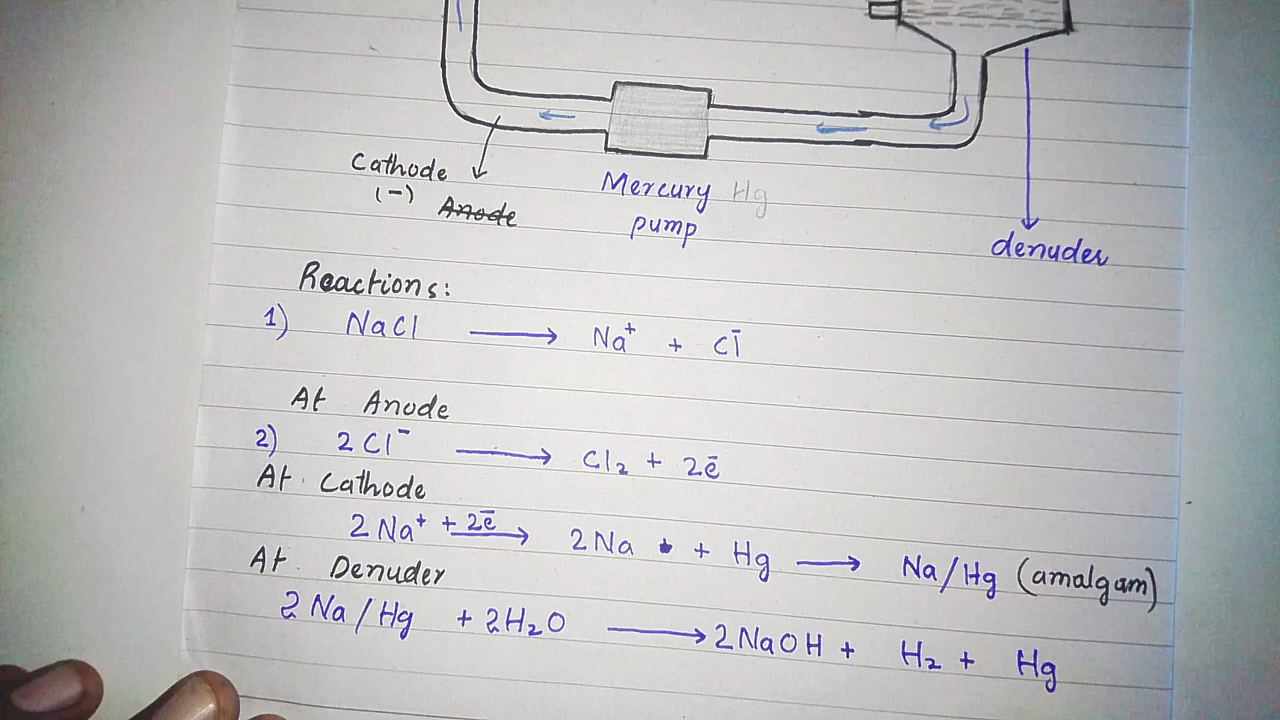 Cathode
(-) Anode
Mercury Hg
pump
denuder
Reactions:
1) NaCl ⟶ Na⁺ + Cl⁻
At Anode
2) 2Cl⁻ ⟶ Cl₂ + 2e⁻
At Cathode
2Na⁺ + 2e⁻ ⟶ 2Na + Hg ⟶ Na/Hg (amalgam)
At Denuder
2Na/Hg + 2H₂O ⟶ 2NaOH + H₂ + Hg